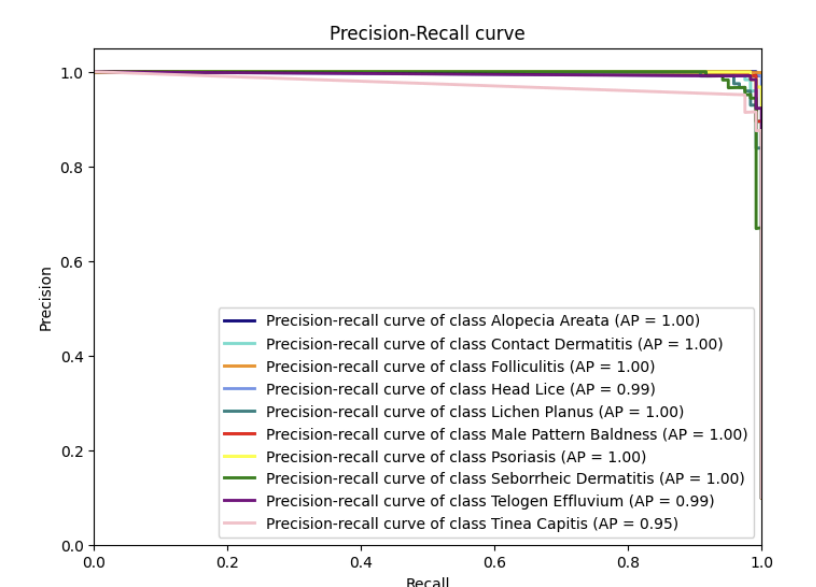 Precision-Recall curve
1.0
0.8
0.6
0.4
0.2
0.0
Precision
Precision-recall curve of class Alopecia Areata (AP = 1.00)
Precision-recall curve of class Contact Dermatitis (AP = 1.00)
Precision-recall curve of class Folliculitis (AP = 1.00)
Precision-recall curve of class Head Lice (AP = 0.99)
Precision-recall curve of class Lichen Planus (AP = 1.00)
Precision-recall curve of class Male Pattern Baldness (AP = 1.00)
Precision-recall curve of class Psoriasis (AP = 1.00)
Precision-recall curve of class Seborrheic Dermatitis (AP = 1.00)
Precision-recall curve of class Telogen Effluvium (AP = 0.99)
Precision-recall curve of class Tinea Capitis (AP = 0.95)
0.0 0.2 0.4 0.6 0.8 1.0
Recall